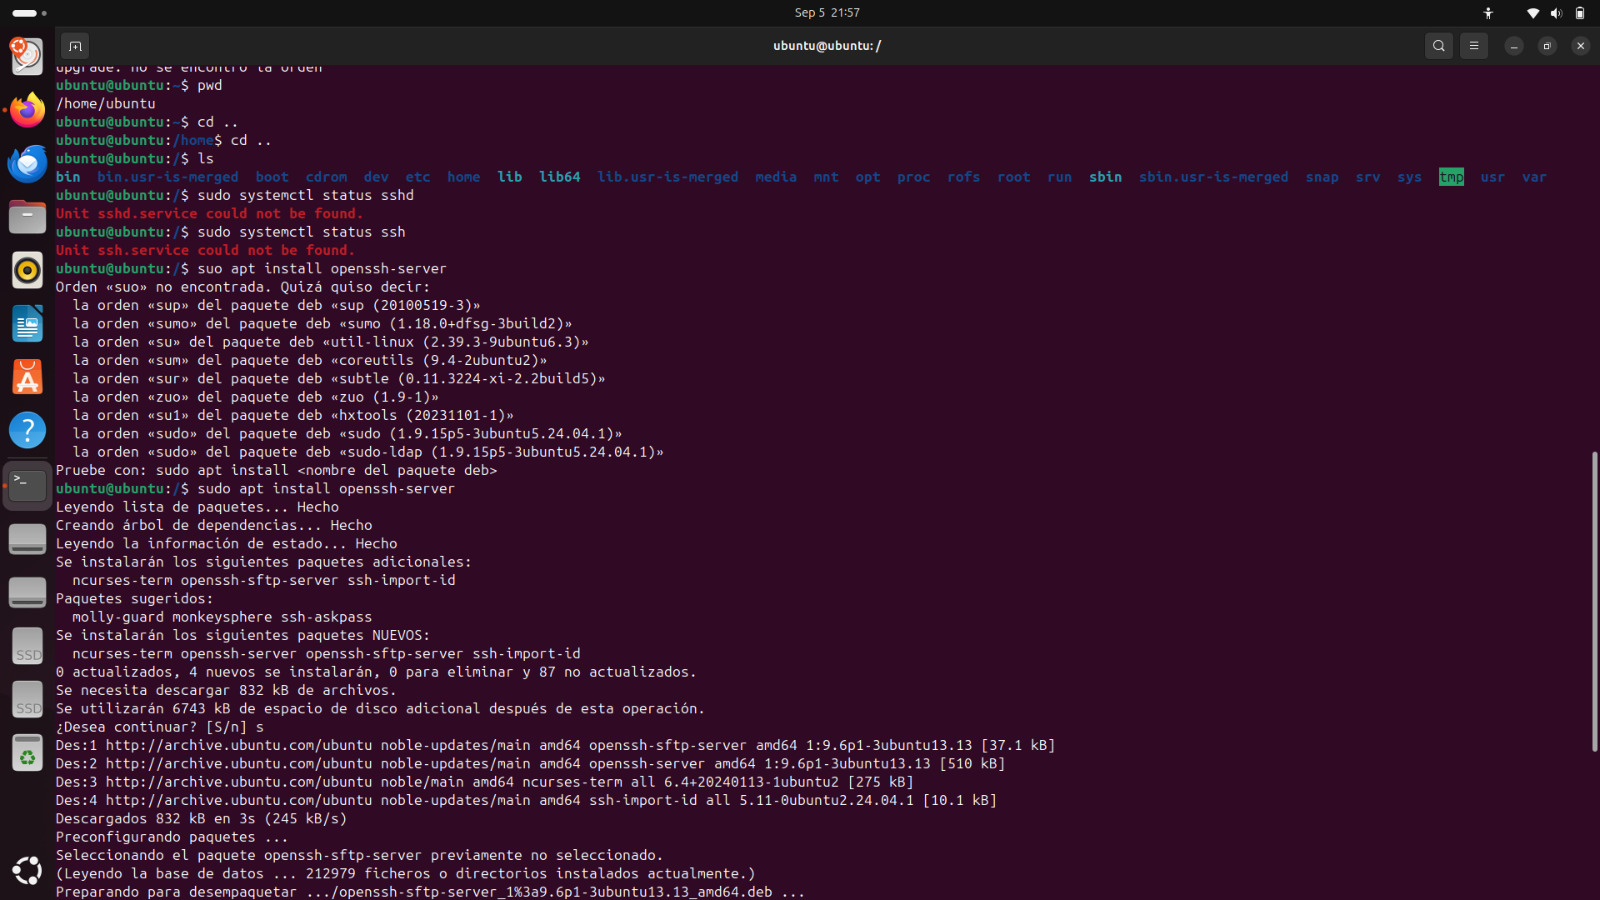 Sep 5 21:57
ubuntu@ubuntu: /
upgrade: no se encontró la orden
ubuntu@ubuntu:~$ pwd
/home/ubuntu
ubuntu@ubuntu:~$ cd ..
ubuntu@ubuntu:/home$ cd ..
ubuntu@ubuntu:/$ ls
bin bin.usr-is-merged boot cdrom dev etc home lib lib64 lib.usr-is-merged media mnt opt proc rofs root run sbin sbin.usr-is-merged snap srv sys tmp usr var
ubuntu@ubuntu:/$ sudo systemctl status sshd
Unit sshd.service could not be found.
ubuntu@ubuntu:/$ sudo systemctl status ssh
Unit ssh.service could not be found.
ubuntu@ubuntu:/$ suo apt install openssh-server
Orden «suo» no encontrada. Quizá quiso decir:
la orden «sup» del paquete deb «sup (20100519-3)»
la orden «sumo» del paquete deb «sumo (1.18.0+dfsg-3build2)»
la orden «su» del paquete deb «util-linux (2.39.3-9ubuntu6.3)»
la orden «sum» del paquete deb «coreutils (9.4-2ubuntu2)»
la orden «sur» del paquete deb «subtle (0.11.3224-xi-2.2build5)»
la orden «zuo» del paquete deb «zuo (1.9-1)»
la orden «su1» del paquete deb «hxtools (20231101-1)»
la orden «sudo» del paquete deb «sudo (1.9.15p5-3ubuntu5.24.04.1)»
la orden «sudo» del paquete deb «sudo-ldap (1.9.15p5-3ubuntu5.24.04.1)»
Pruebe con: sudo apt install <nombre del paquete deb>
ubuntu@ubuntu:/$ sudo apt install openssh-server
Leyendo lista de paquetes... Hecho
Creando árbol de dependencias... Hecho
Leyendo la información de estado... Hecho
Se instalarán los siguientes paquetes adicionales:
ncurses-term openssh-sftp-server ssh-import-id
Paquetes sugeridos:
molly-guard monkeysphere ssh-askpass
Se instalarán los siguientes paquetes NUEVOS:
ncurses-term openssh-server openssh-sftp-server ssh-import-id
0 actualizados, 4 nuevos se instalarán, 0 para eliminar y 87 no actualizados.
Se necesita descargar 832 kB de archivos.
Se utilizarán 6743 kB de espacio de disco adicional después de esta operación.
¿Desea continuar? [S/n] s
Des:1 http://archive.ubuntu.com/ubuntu noble-updates/main amd64 openssh-sftp-server amd64 1:9.6p1-3ubuntu13.13 [37.1 kB]
Des:2 http://archive.ubuntu.com/ubuntu noble-updates/main amd64 openssh-server amd64 1:9.6p1-3ubuntu13.13 [510 kB]
Des:3 http://archive.ubuntu.com/ubuntu noble/main amd64 ncurses-term all 6.4+20240113-1ubuntu2 [275 kB]
Des:4 http://archive.ubuntu.com/ubuntu noble-updates/main amd64 ssh-import-id all 5.11-0ubuntu2.24.04.1 [10.1 kB]
Descargados 832 kB en 3s (245 kB/s)
Preconfigurando paquetes ...
Seleccionando el paquete openssh-sftp-server previamente no seleccionado.
(Leyendo la base de datos ... 212979 ficheros o directorios instalados actualmente.)
Preparando para desempaquetar .../openssh-sftp-server_1%3a9.6p1-3ubuntu13.13_amd64.deb ...
SSD
SSD